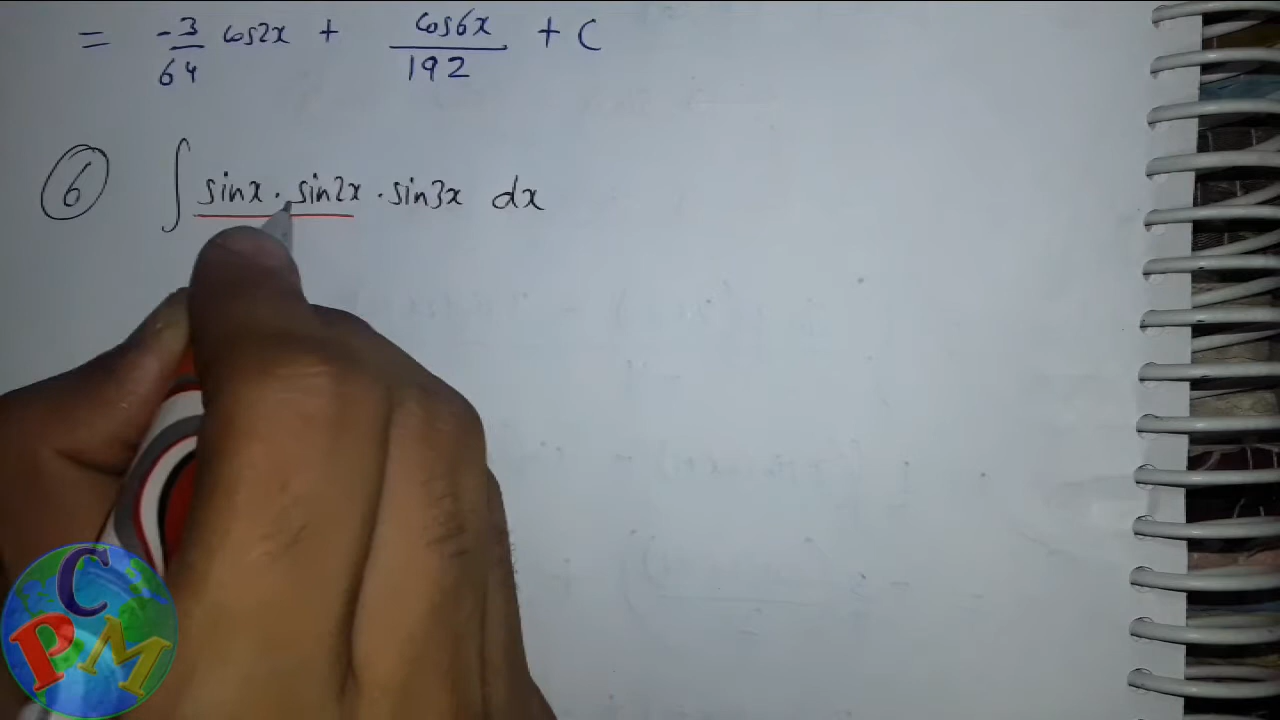 = -3/64 cos2x + cos6x/192 + C
6 ∫ sinx · sin2x · sin3x dx
CPM